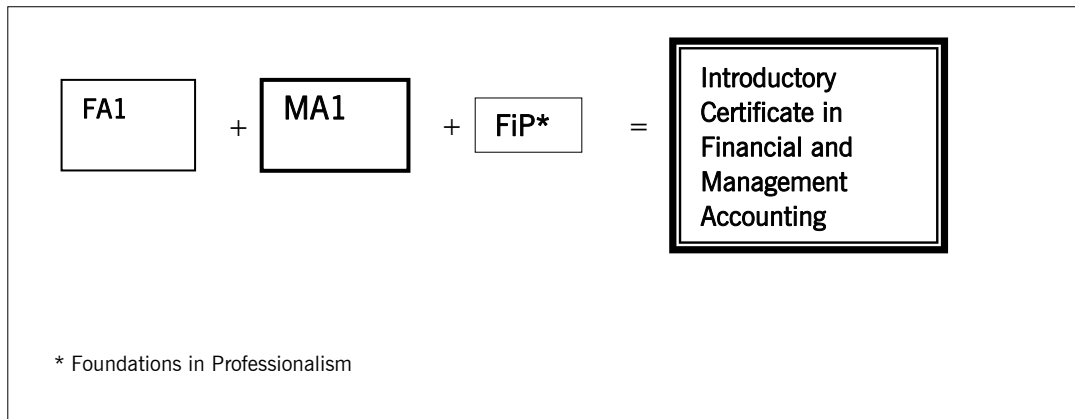 FA1 + MA1 + FiP* =
Introductory
Certificate in
Financial and
Management
Accounting
* Foundations in Professionalism